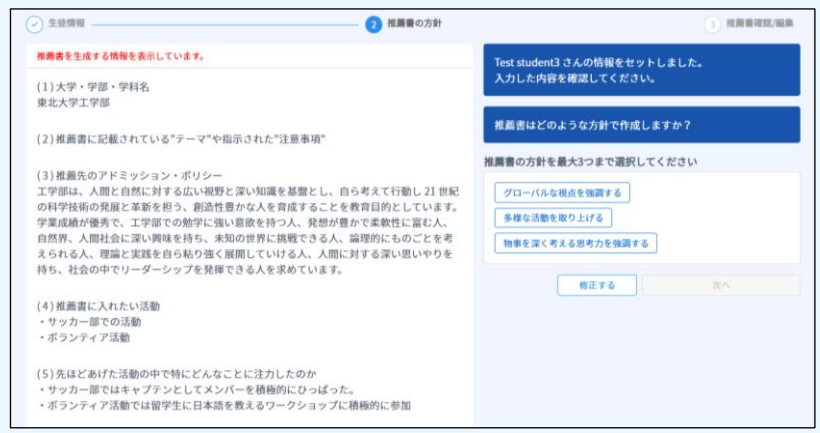 生徒情報
2 推薦書の方針
3 推薦書確認/編集
推薦書を生成する情報を表示しています。
(1)大学・学部・学科名
東北大学工学部
(2)推薦書に記載されている"テーマ"や指示された"注意事項"
(3)推薦先のアドミッション・ポリシー
工学部は、人間と自然に対する広い視野と深い知識を基盤とし、自ら考えて行動し 21 世紀
の科学技術の発展と革新を担う、創造性豊かな人を育成することを教育目的としています。
学業成績が優秀で、工学部での勉学に強い意欲を持つ人、発想が豊かで柔軟性に富む人、
自然界、人間社会に深い興味を持ち、未知の世界に挑戦できる人、論理的にものごとを考
えられる人、理論と実践を自ら粘り強く展開していける人、人間に対する深い思いやりを
持ち、社会の中でリーダーシップを発揮できる人を求めています。
(4)推薦書に入れたい活動
・サッカー部での活動
・ボランティア活動
(5)先ほどあげた活動の中で特にどんなことに注力したのか
・サッカー部ではキャプテンとしてメンバーを積極的にひっぱった。
・ボランティア活動では留学生に日本語を教えるワークショップに積極的に参加
Test student3 さんの情報をセットしました。
入力した内容を確認してください。
推薦書はどのような方針で作成しますか？
推薦書の方針を最大3つまで選択してください
グローバルな視点を強調する
多様な活動を取り上げる
物事を深く考える思考力を強調する
修正する
次へ